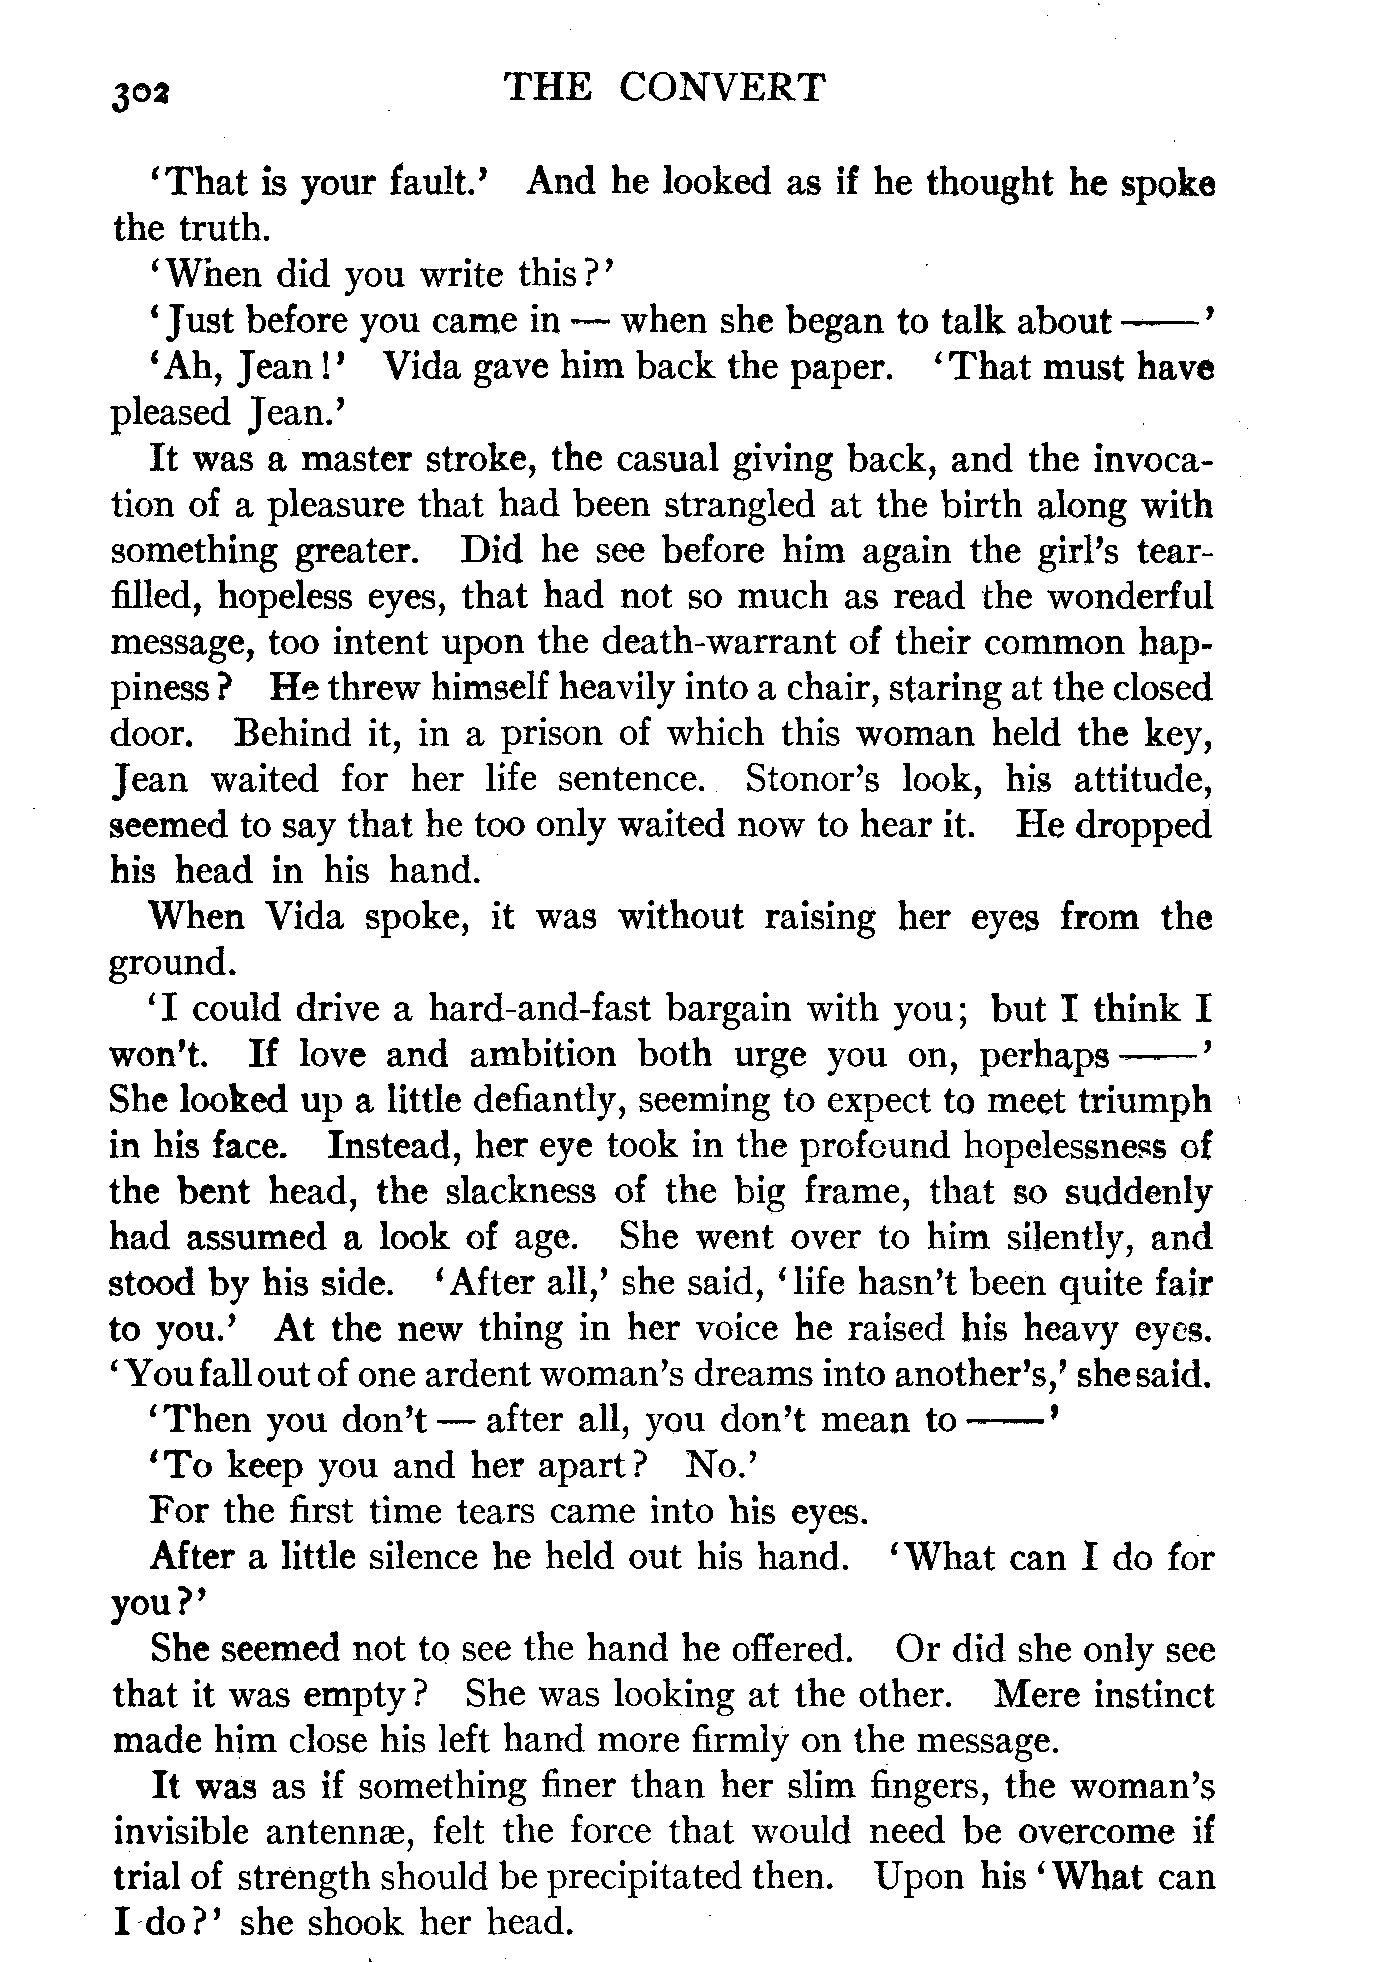 302 THE CONVERT
‘That is your fault.’ And he looked as if he thought he spoke
the truth.
‘When did you write this?’
‘Just before you came in — when she began to talk about ——’
‘Ah, Jean!’ Vida gave him back the paper. ‘That must have
pleased Jean.’
It was a master stroke, the casual giving back, and the invoca-
tion of a pleasure that had been strangled at the birth along with
something greater. Did he see before him again the girl’s tear-
filled, hopeless eyes, that had not so much as read the wonderful
message, too intent upon the death-warrant of their common hap-
piness? He threw himself heavily into a chair, staring at the closed
door. Behind it, in a prison of which this woman held the key,
Jean waited for her life sentence. Stonor’s look, his attitude,
seemed to say that he too only waited now to hear it. He dropped
his head in his hand.
When Vida spoke, it was without raising her eyes from the
ground.
‘I could drive a hard-and-fast bargain with you; but I think I
won’t. If love and ambition both urge you on, perhaps ——’
She looked up a little defiantly, seeming to expect to meet triumph
in his face. Instead, her eye took in the profound hopelessness of
the bent head, the slackness of the big frame, that so suddenly
had assumed a look of age. She went over to him silently, and
stood by his side. ‘After all,’ she said, ‘life hasn’t been quite fair
to you.’ At the new thing in her voice he raised his heavy eyes.
‘You fall out of one ardent woman’s dreams into another’s,’ she said.
‘Then you don’t — after all, you don’t mean to ——’
‘To keep you and her apart? No.’
For the first time tears came into his eyes.
After a little silence he held out his hand. ‘What can I do for
you?’
She seemed not to see the hand he offered. Or did she only see
that it was empty? She was looking at the other. Mere instinct
made him close his left hand more firmly on the message.
It was as if something finer than her slim fingers, the woman’s
invisible antennæ, felt the force that would need be overcome if
trial of strength should be precipitated then. Upon his ‘What can
I do?’ she shook her head.